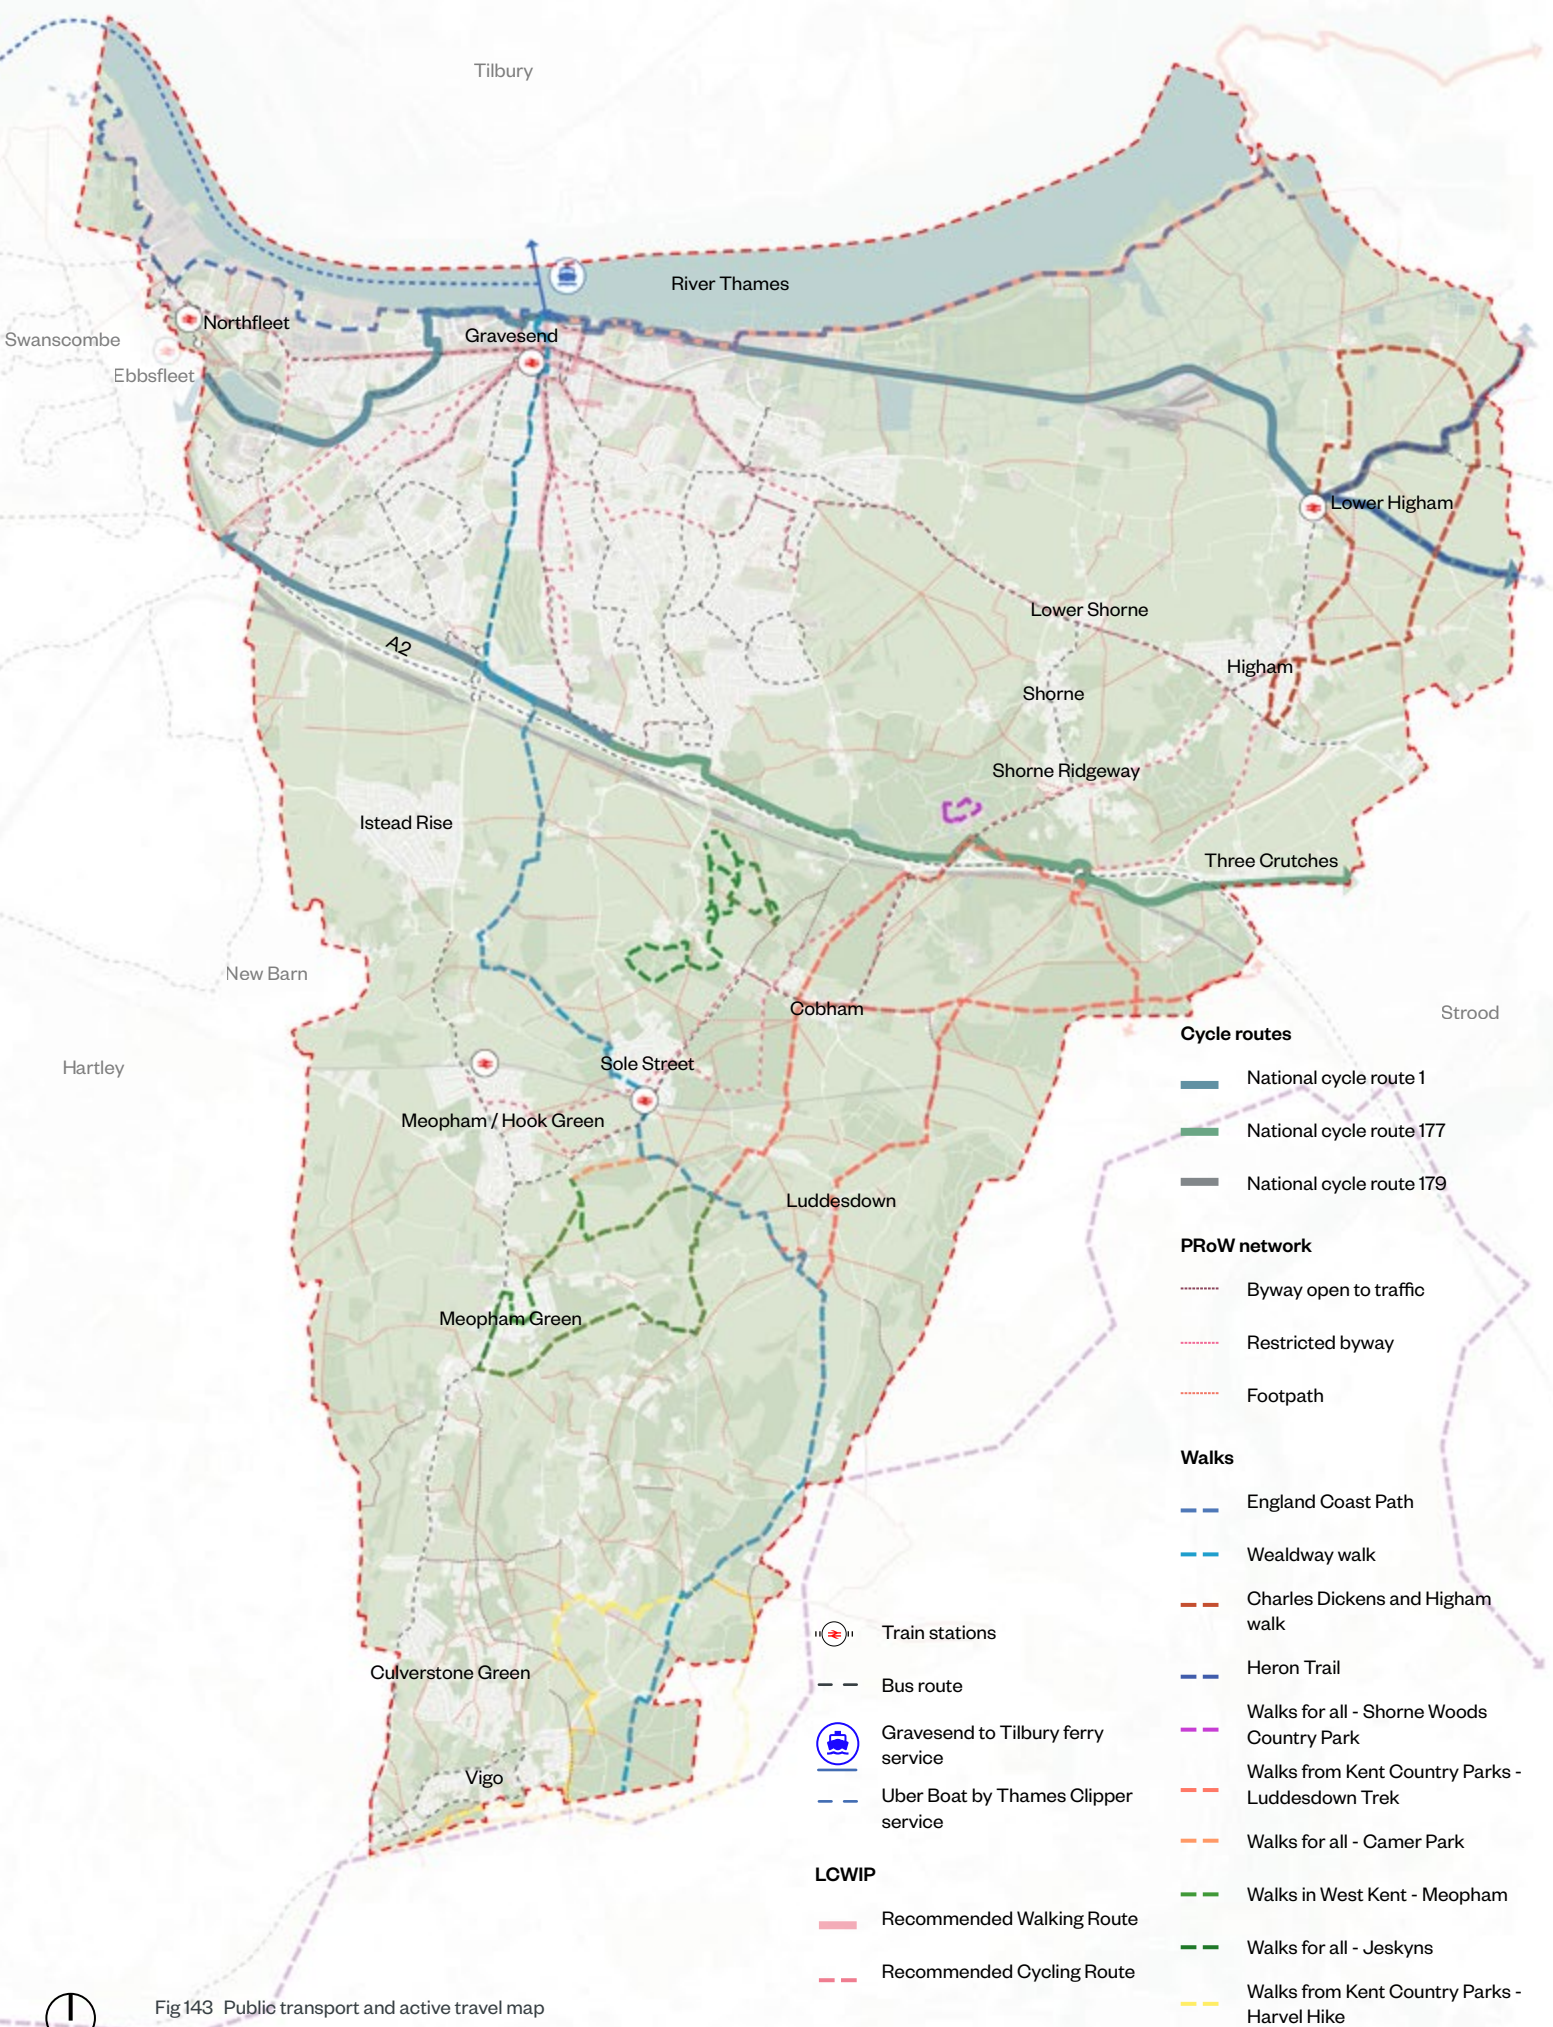 Tilbury
River Thames
Northfleet
Gravesend
Swanscombe
Ebbsfleet
Lower Higham
Lower Shorne
A2
Higham
Shorne
Shorne Ridgeway
Istead Rise
Three Crutches
New Barn
Cobham
Strood
Hartley
Sole Street
Meopham / Hook Green
Luddesdown
Meopham Green
Culverstone Green
Vigo
Train stations
Bus route
Gravesend to Tilbury ferry
service
Uber Boat by Thames Clipper
service
LCWIP
Recommended Walking Route
Recommended Cycling Route
Cycle routes
National cycle route 1
National cycle route 177
National cycle route 179
PRoW network
Byway open to traffic
Restricted byway
Footpath
Walks
England Coast Path
Wealdway walk
Charles Dickens and Higham
walk
Heron Trail
Walks for all - Shorne Woods
Country Park
Walks from Kent Country Parks -
Luddesdown Trek
Walks for all - Camer Park
Walks in West Kent - Meopham
Walks for all - Jeskyns
Walks from Kent Country Parks -
Harvel Hike
Fig 143 Public transport and active travel map